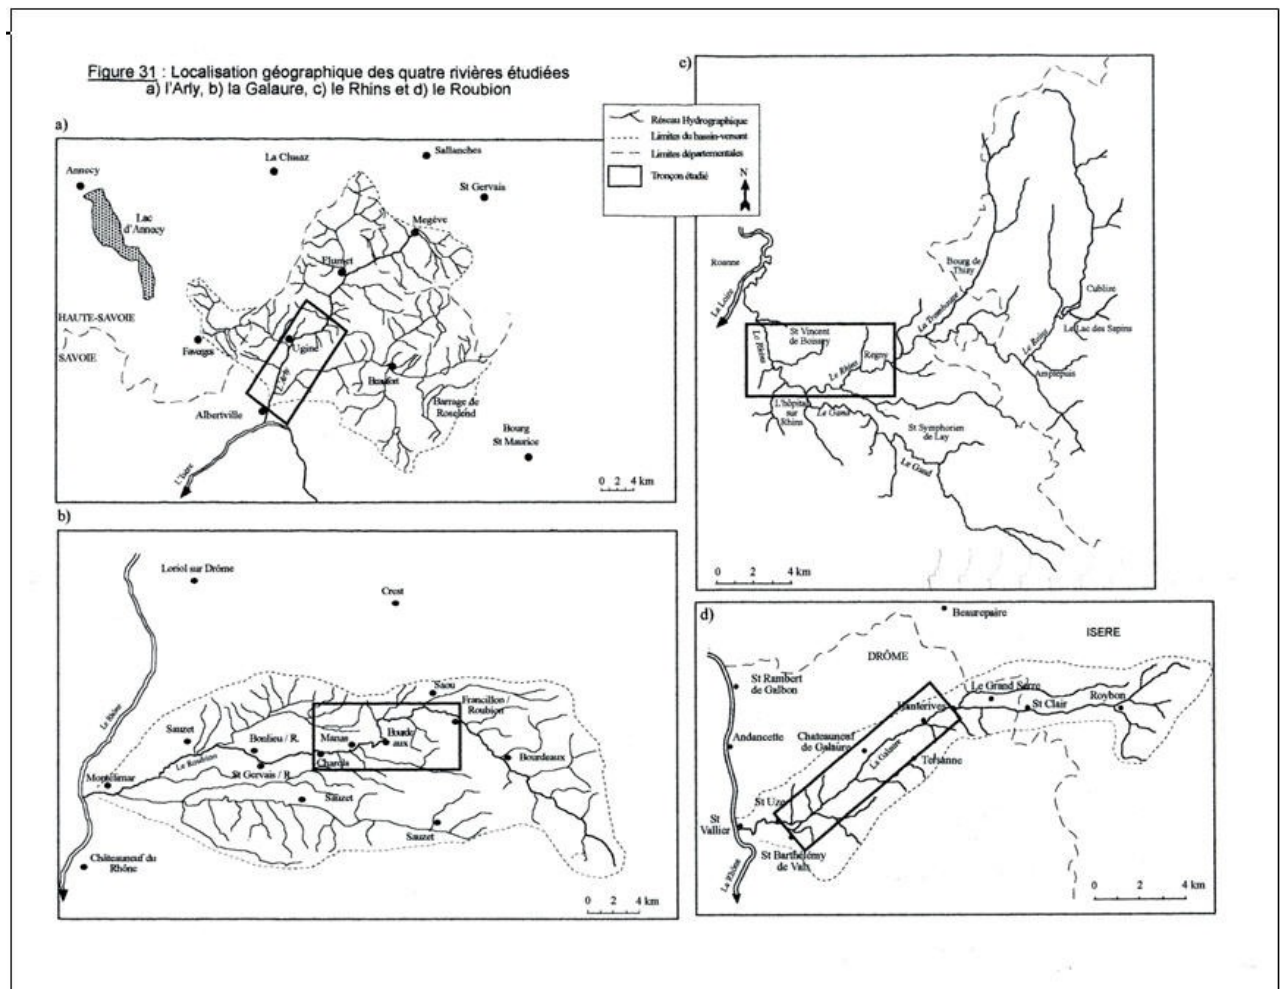 Figure 31 : Localisation géographique des quatre rivières étudiées
a) l'Arly, b) la Galaure, c) le Rhins et d) le Roubion
a)
Annecy
La Clusaz
Sallanches
St Gervais
Lac
d'Annecy
Megève
Flumet
HAUTE-SAVOIE
SAVOIE
Faverges
Ugine
L'Arly
Beaufort
Albertville
Barrage de
Roselend
Bourg
St Maurice
L'Isère
0 2 4 km
Réseau Hydrographique
Limites du bassin-versant
Limites départementales
Tronçon étudié
N
c)
Roanne
La Loire
Bourg de
Thizy
La Trambouze
Cublize
Le Lac des Sapins
St Vincent
de Boissey
Le Rhins
Regny
Le Rhins
Le Rhins
Amplepuis
L'hôpital
sur
Rhins
Le Gand
St Symphorien
de Lay
Le Gand
0 2 4 km
b)
Loriol sur Drôme
Crest
Le Rhône
Saou
Francillon /
Roubion
Sauzet
Bonlieu / R.
Manas
Bourde
aux
Le Roubion
Charols
Bourdeaux
Montélimar
St Gervais / R
Sauzet
Sauzet
Châteauneuf du
Rhône
0 2 4 km
d)
Beaurepaire
ISERE
DRÔME
St Rambert
de Galbon
Le Grand Serre
Roybon
St Clair
Hauterives
Andancette
Chateauneuf
de Galaure
La Galaure
Tersanne
St Uze
St
Vallier
St Barthélémy
de Vals
La Rhône
0 2 4 km